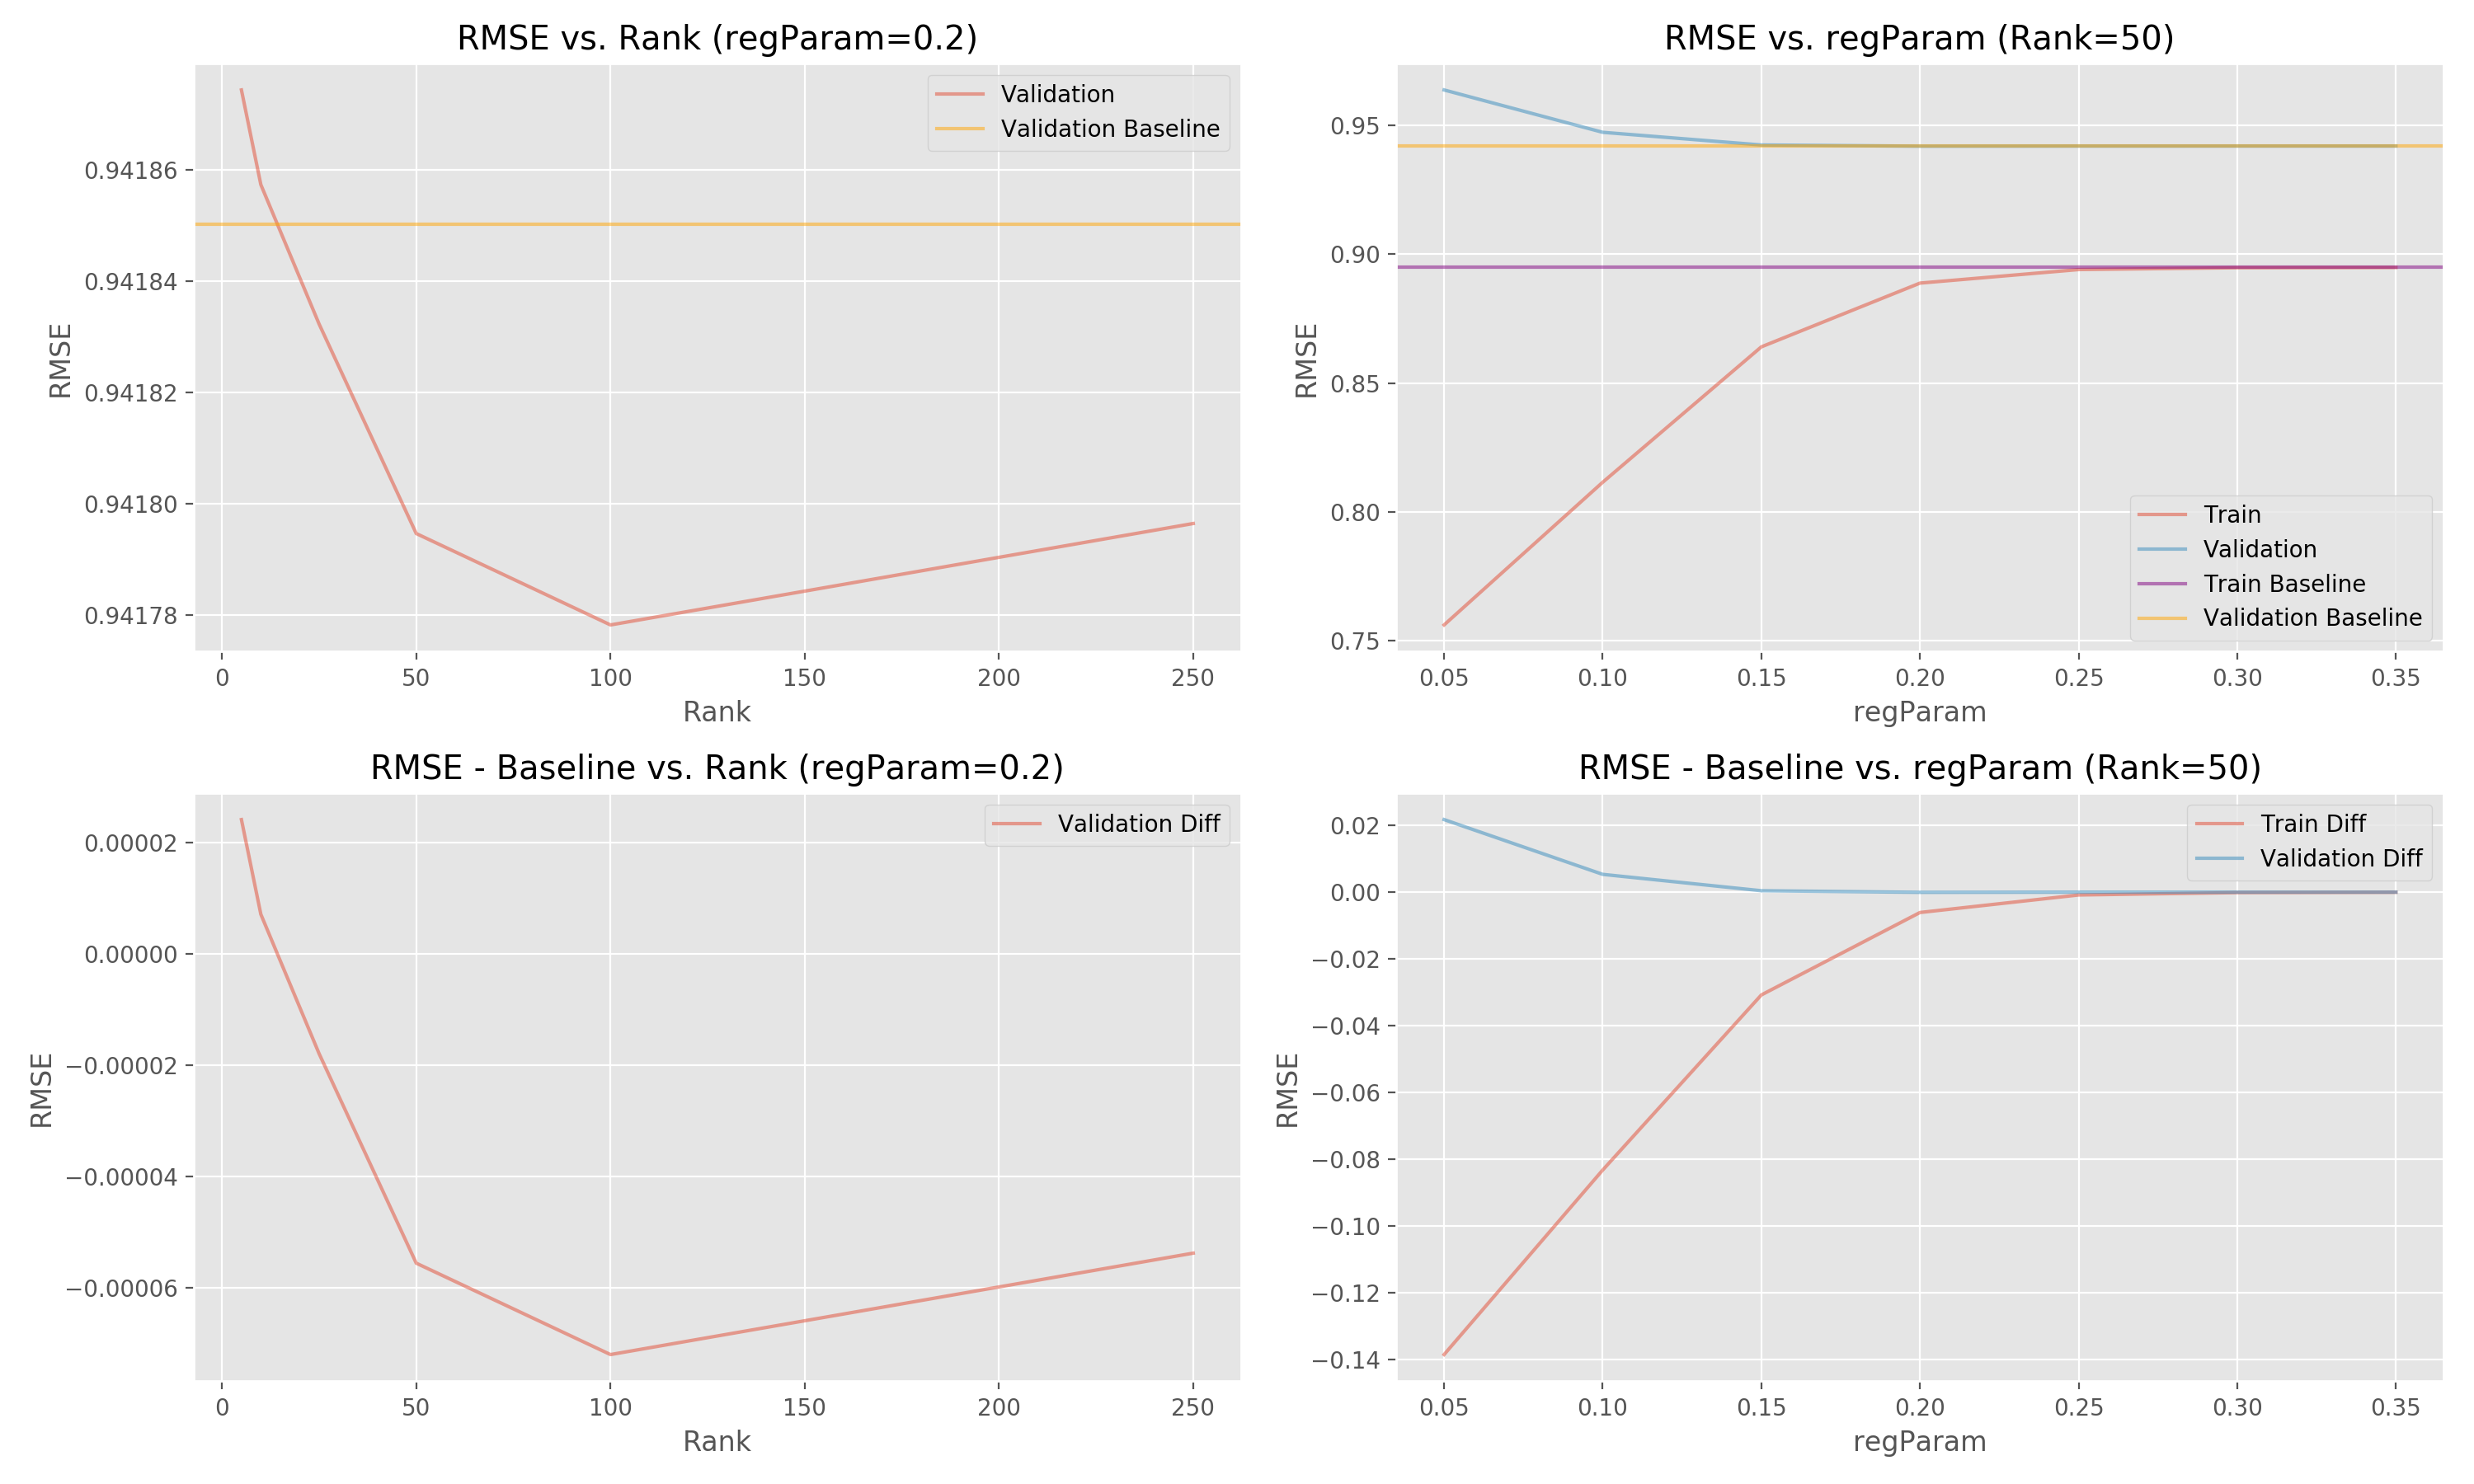 RMSE vs. Rank (regParam=0.2)
Validation
Validation Baseline
0.94186
0.94184
0.94182
0.94180
0.94178
RMSE
0 50 100 150 200 250
Rank
RMSE vs. regParam (Rank=50)
0.95
0.90
0.85
0.80
0.75
RMSE
Train
Validation
Train Baseline
Validation Baseline
0.05 0.10 0.15 0.20 0.25 0.30 0.35
regParam
RMSE - Baseline vs. Rank (regParam=0.2)
Validation Diff
0.00002
0.00000
−0.00002
−0.00004
−0.00006
RMSE
0 50 100 150 200 250
Rank
RMSE - Baseline vs. regParam (Rank=50)
Train Diff
Validation Diff
0.02
0.00
−0.02
−0.04
−0.06
−0.08
−0.10
−0.12
−0.14
RMSE
0.05 0.10 0.15 0.20 0.25 0.30 0.35
regParam